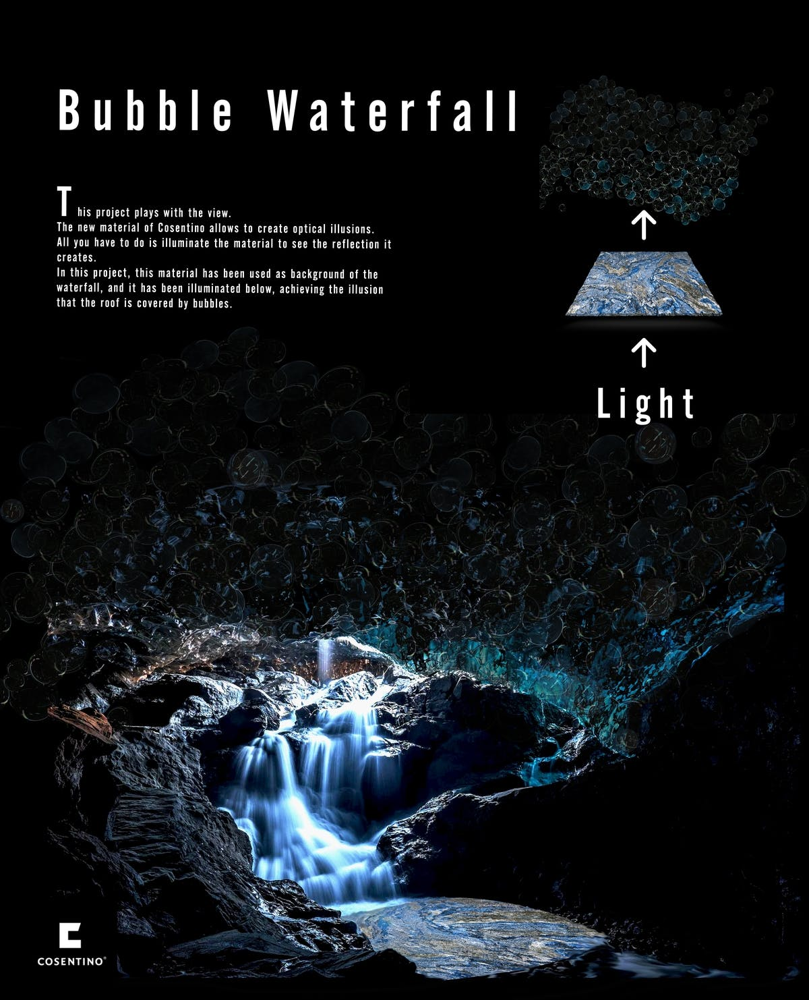 Bubble Waterfall
This project plays with the view.
The new material of Cosentino allows to create optical illusions.
All you have to do is illuminate the material to see the reflection it
creates.
In this project, this material has been used as background of the
waterfall, and it has been illuminated below, achieving the illusion
that the roof is covered by bubbles.
Light
COSENTINO®